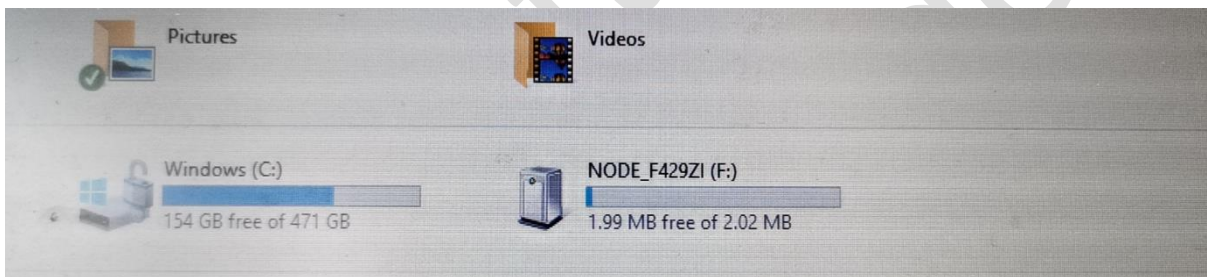 Pictures
Videos
Windows (C:)
154 GB free of 471 GB
NODE_F429ZI (F:)
1.99 MB free of 2.02 MB